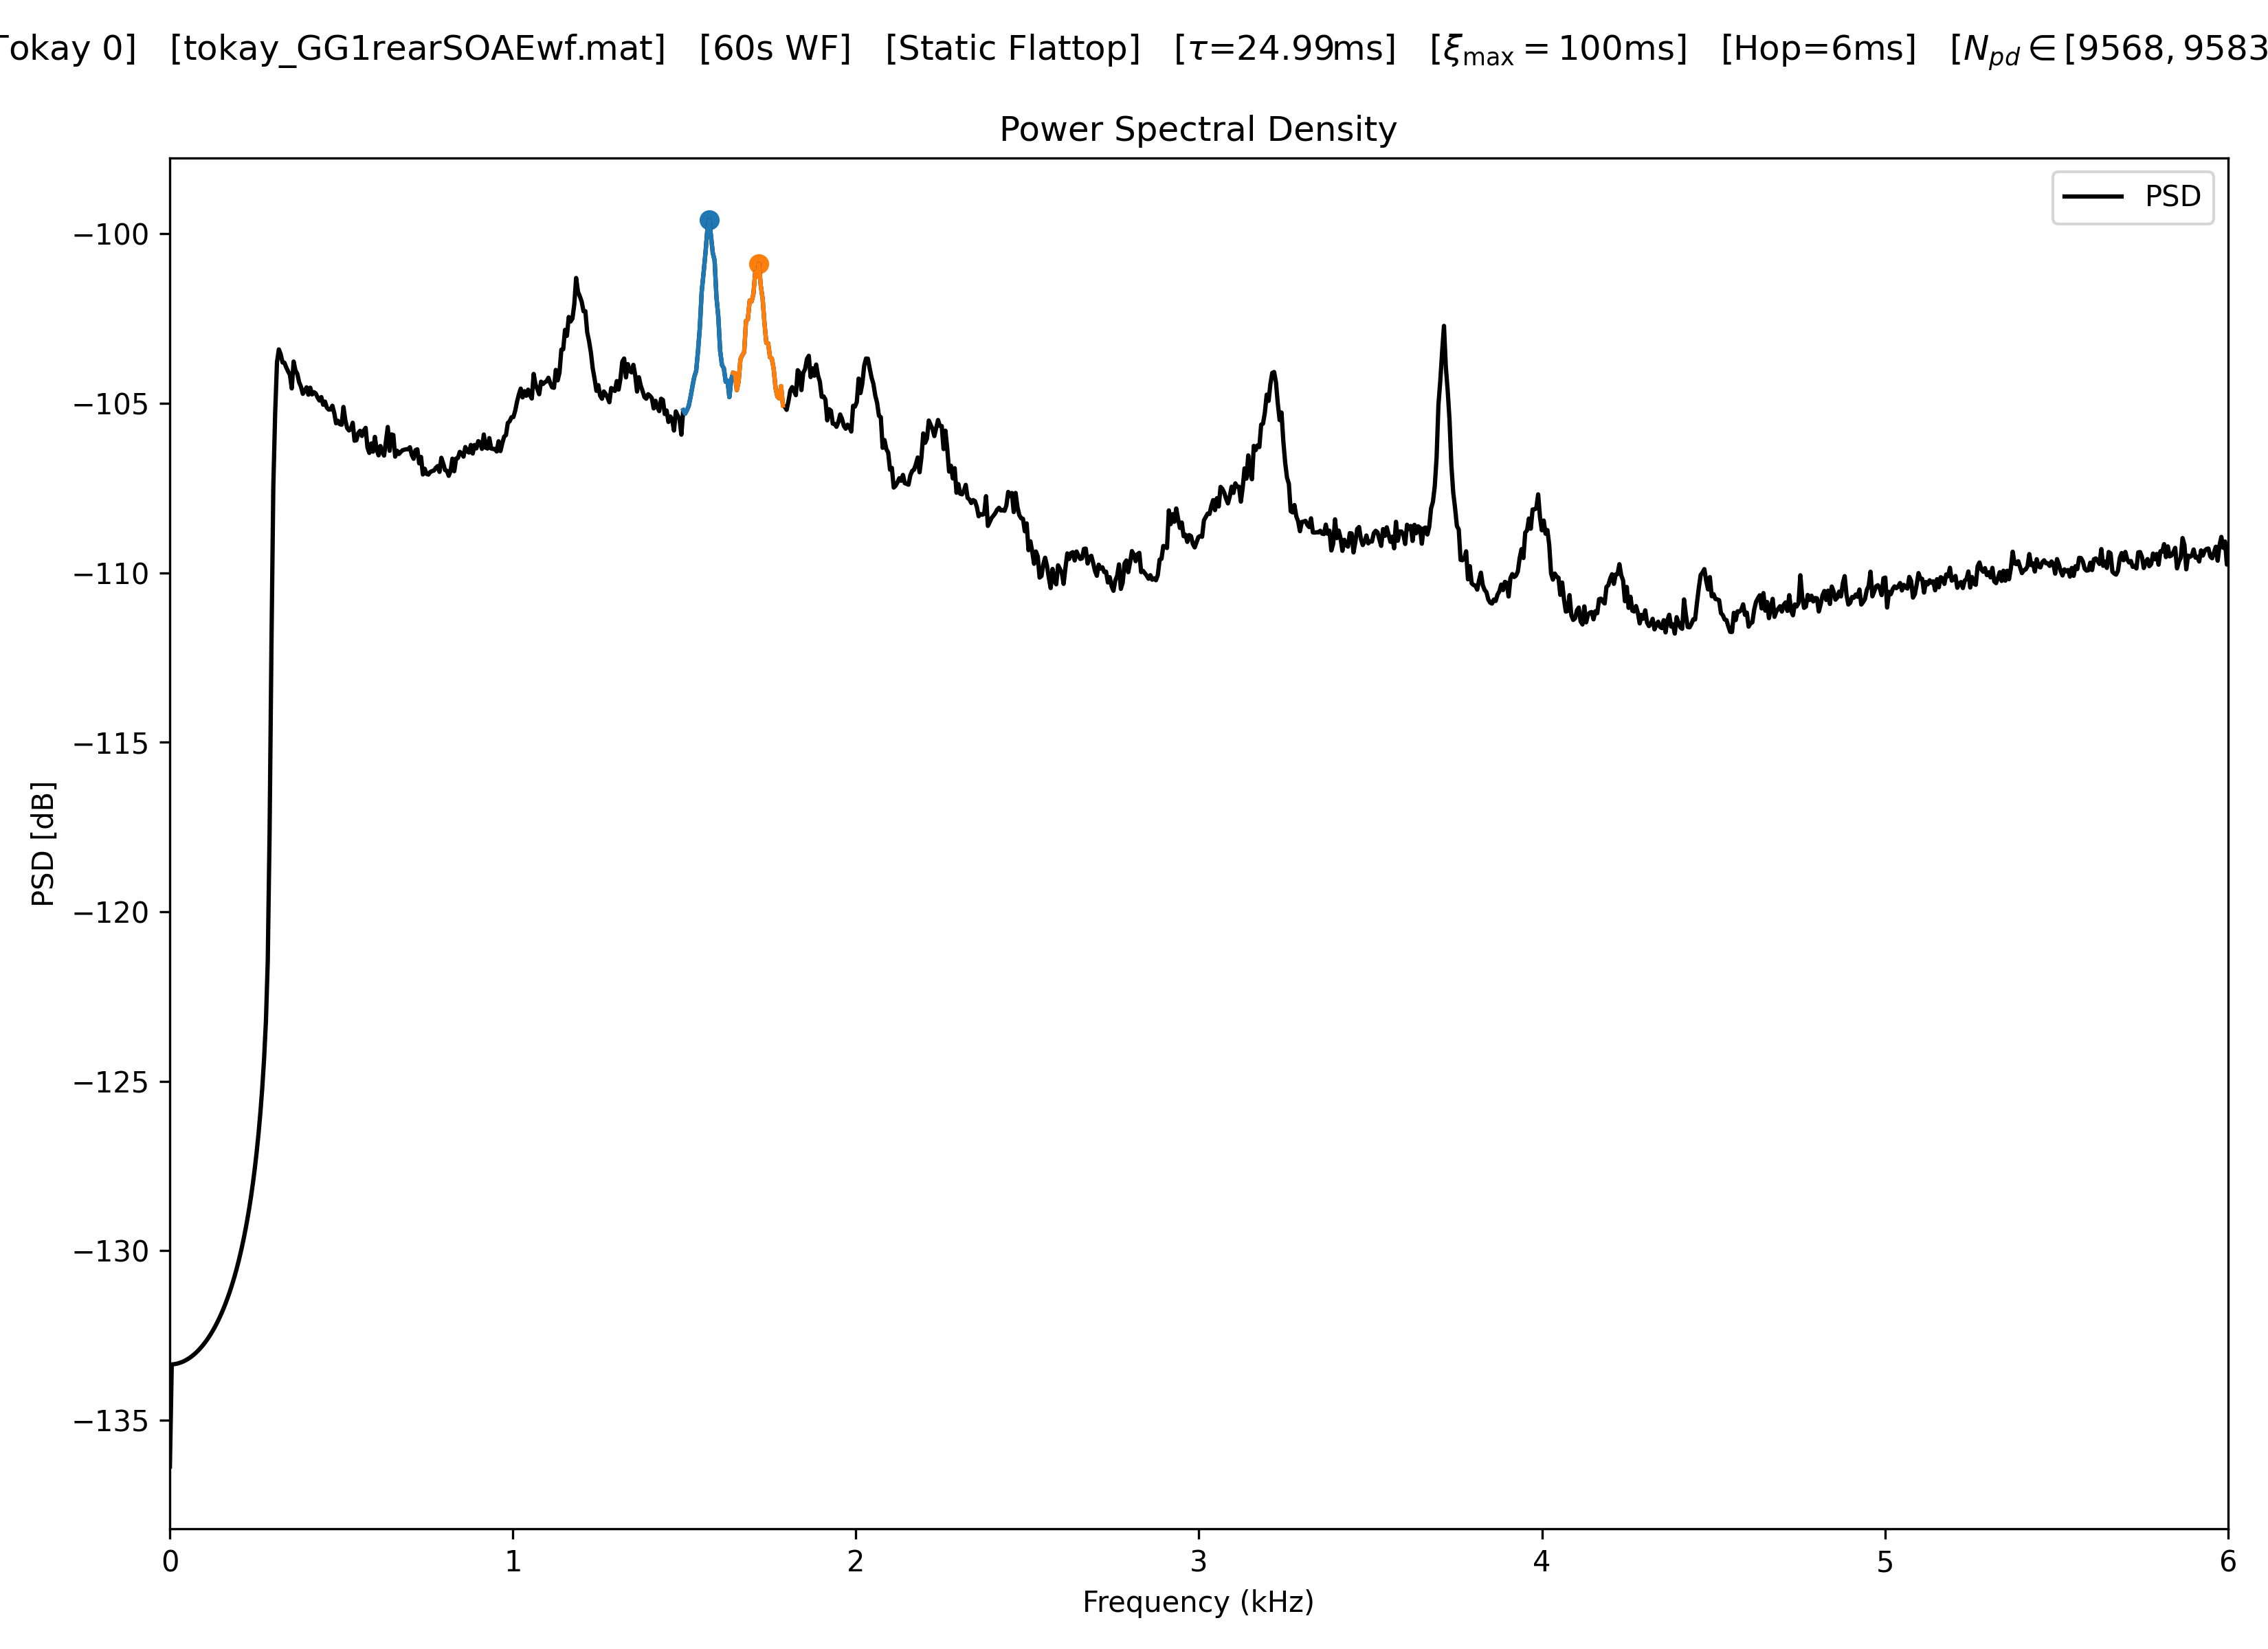 Tokay 0]   [tokay_GG1rearSOAEwf.mat]   [60s WF]   [Static Flattop]   [τ=24.99ms]   [ξmax = 100ms]   [Hop=6ms]   [Npd ∈ [9568, 9583
Power Spectral Density
PSD
−100
−105
−110
−115
−120
−125
−130
−135
PSD [dB]
0 1 2 3 4 5 6
Frequency (kHz)